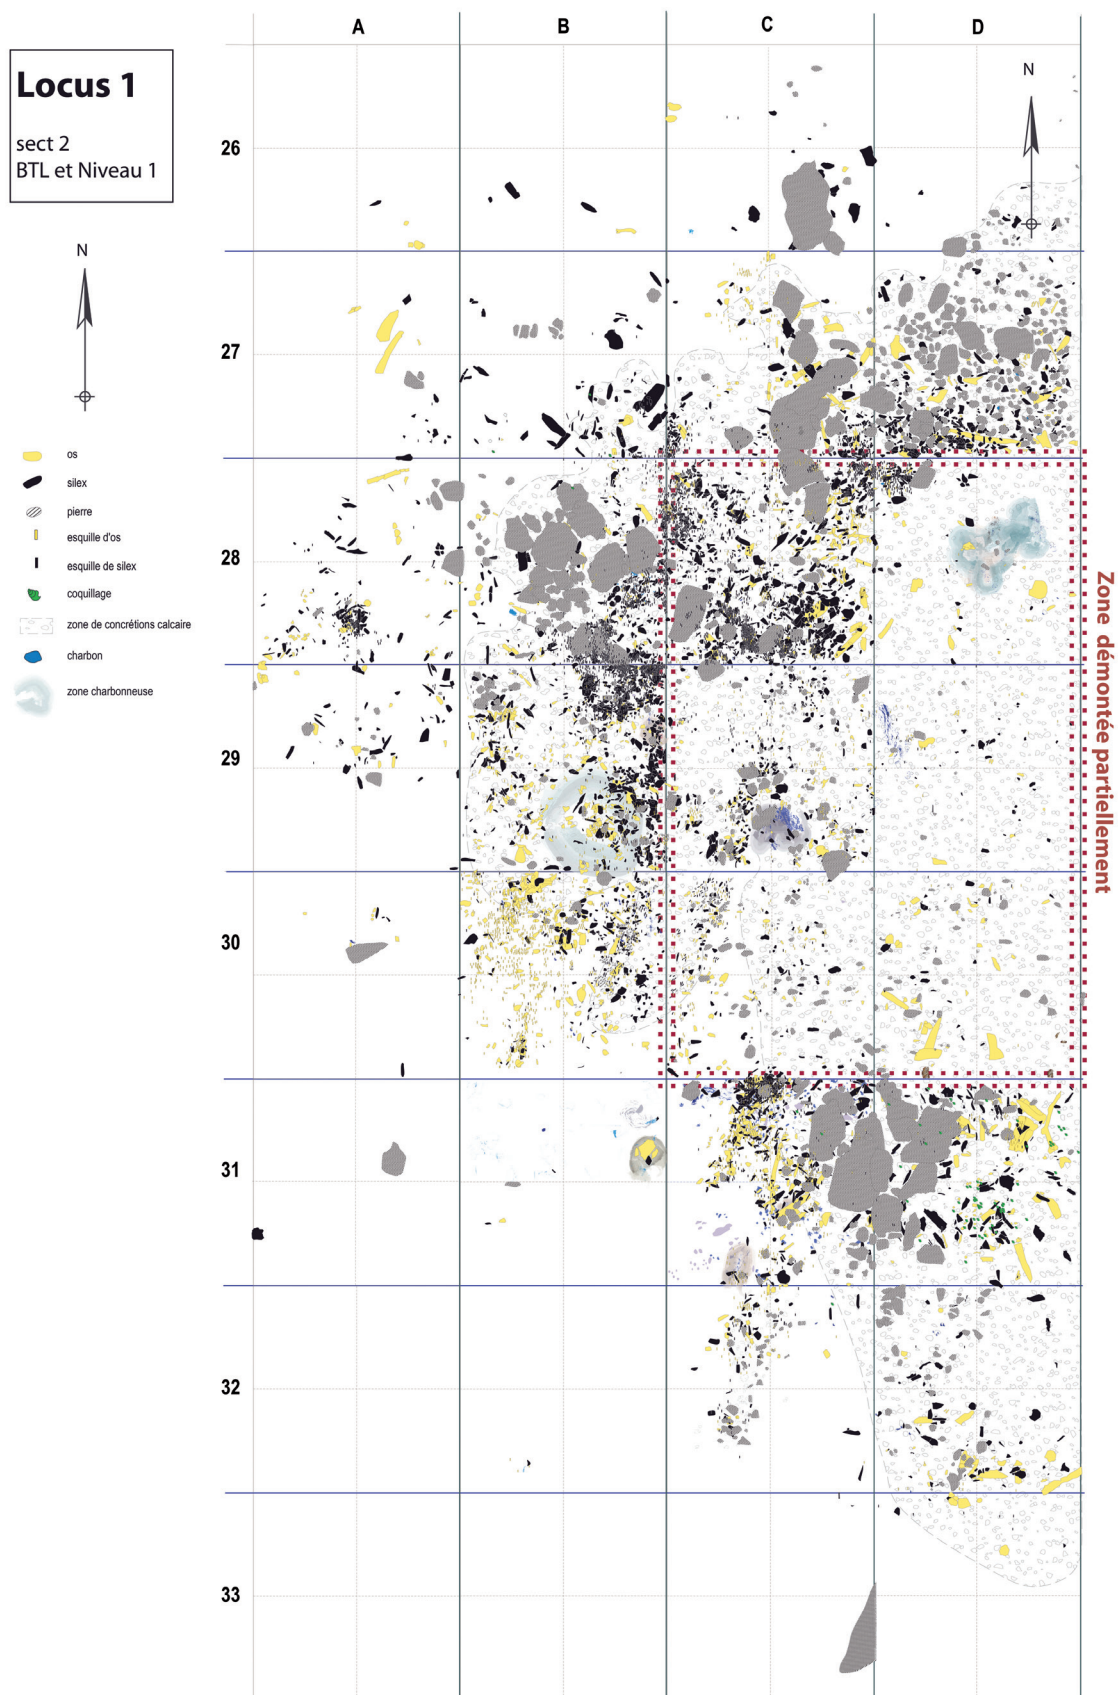 A
B
C
D
Locus 1
sect 2
BTL et Niveau 1
N
N
26
27
28
29
30
31
32
33
os
silex
pierre
esquille d'os
esquille de silex
coquillage
zone de concrétions calcaire
charbon
zone charbonneuse
Zone démontée partiellement